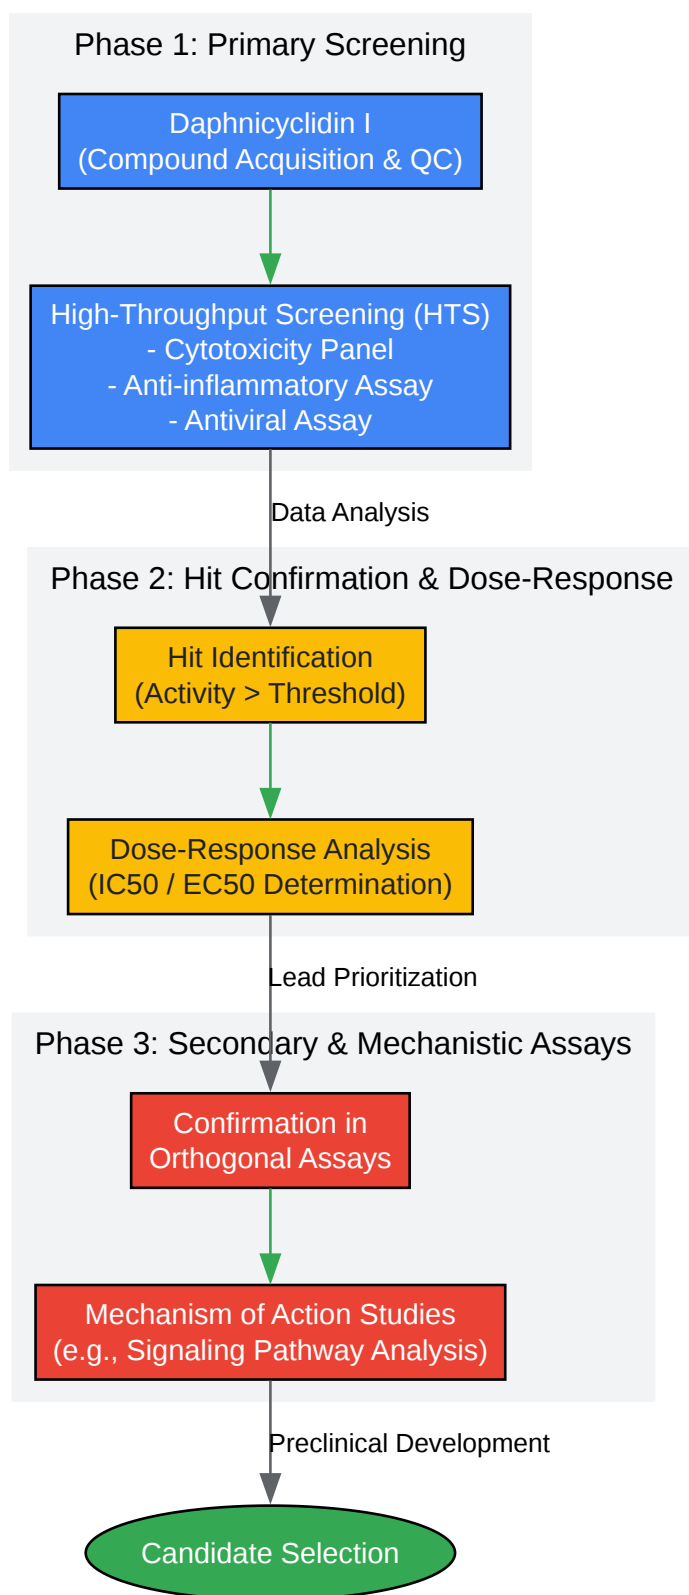 Phase 1: Primary Screening
Daphnicyclidin I
(Compound Acquisition & QC)
High-Throughput Screening (HTS)
- Cytotoxicity Panel
- Anti-inflammatory Assay
- Antiviral Assay
Data Analysis
Phase 2: Hit Confirmation & Dose-Response
Hit Identification
(Activity > Threshold)
Dose-Response Analysis
(IC50 / EC50 Determination)
Lead Prioritization
Phase 3: Secondary & Mechanistic Assays
Confirmation in
Orthogonal Assays
Mechanism of Action Studies
(e.g., Signaling Pathway Analysis)
Preclinical Development
Candidate Selection